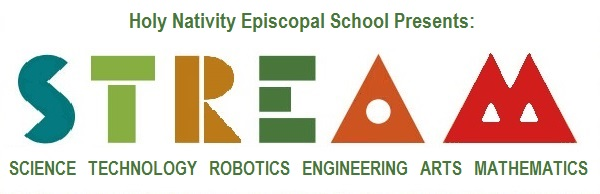 Holy Nativity Episcopal School Presents:
STREAM
SCIENCE TECHNOLOGY ROBOTICS ENGINEERING ARTS MATHEMATICS